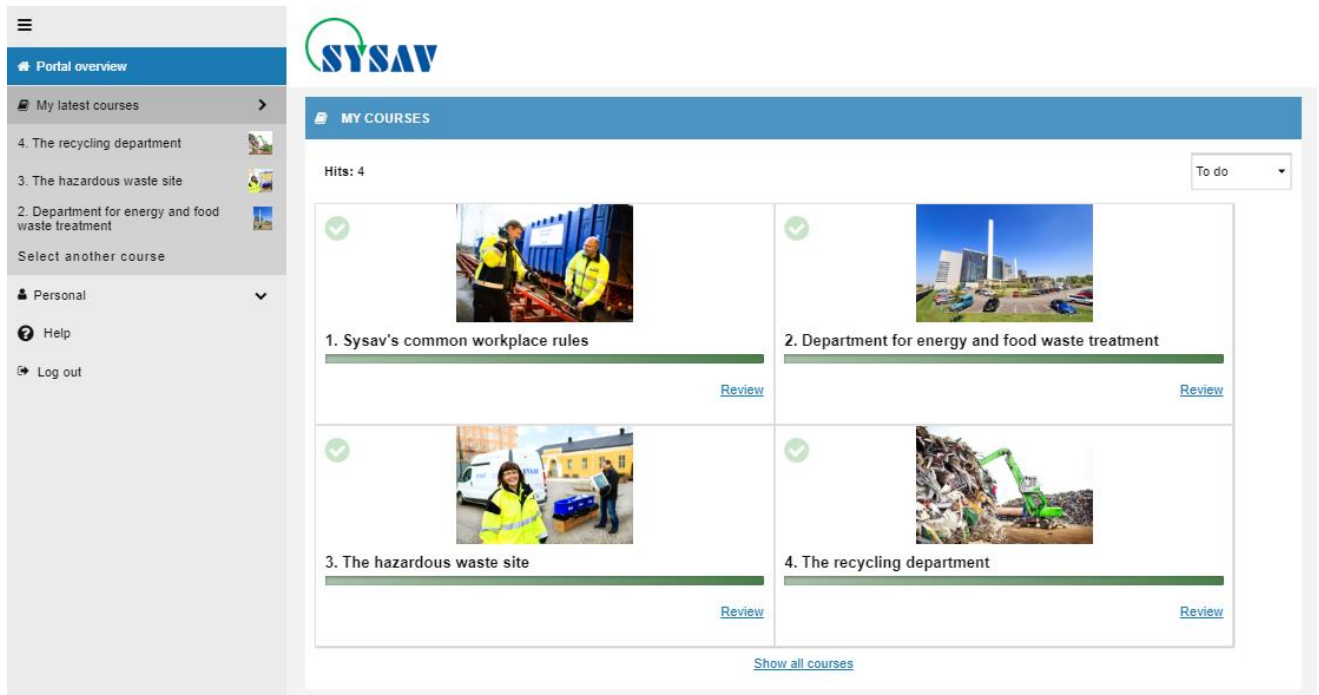 Portal overview
My latest courses
4. The recycling department
3. The hazardous waste site
2. Department for energy and food
waste treatment
Select another course
Personal
Help
Log out
SYSAV
MY COURSES
Hits: 4
To do
1. Sysav's common workplace rules
Review
2. Department for energy and food waste treatment
Review
3. The hazardous waste site
Review
4. The recycling department
Review
Show all courses